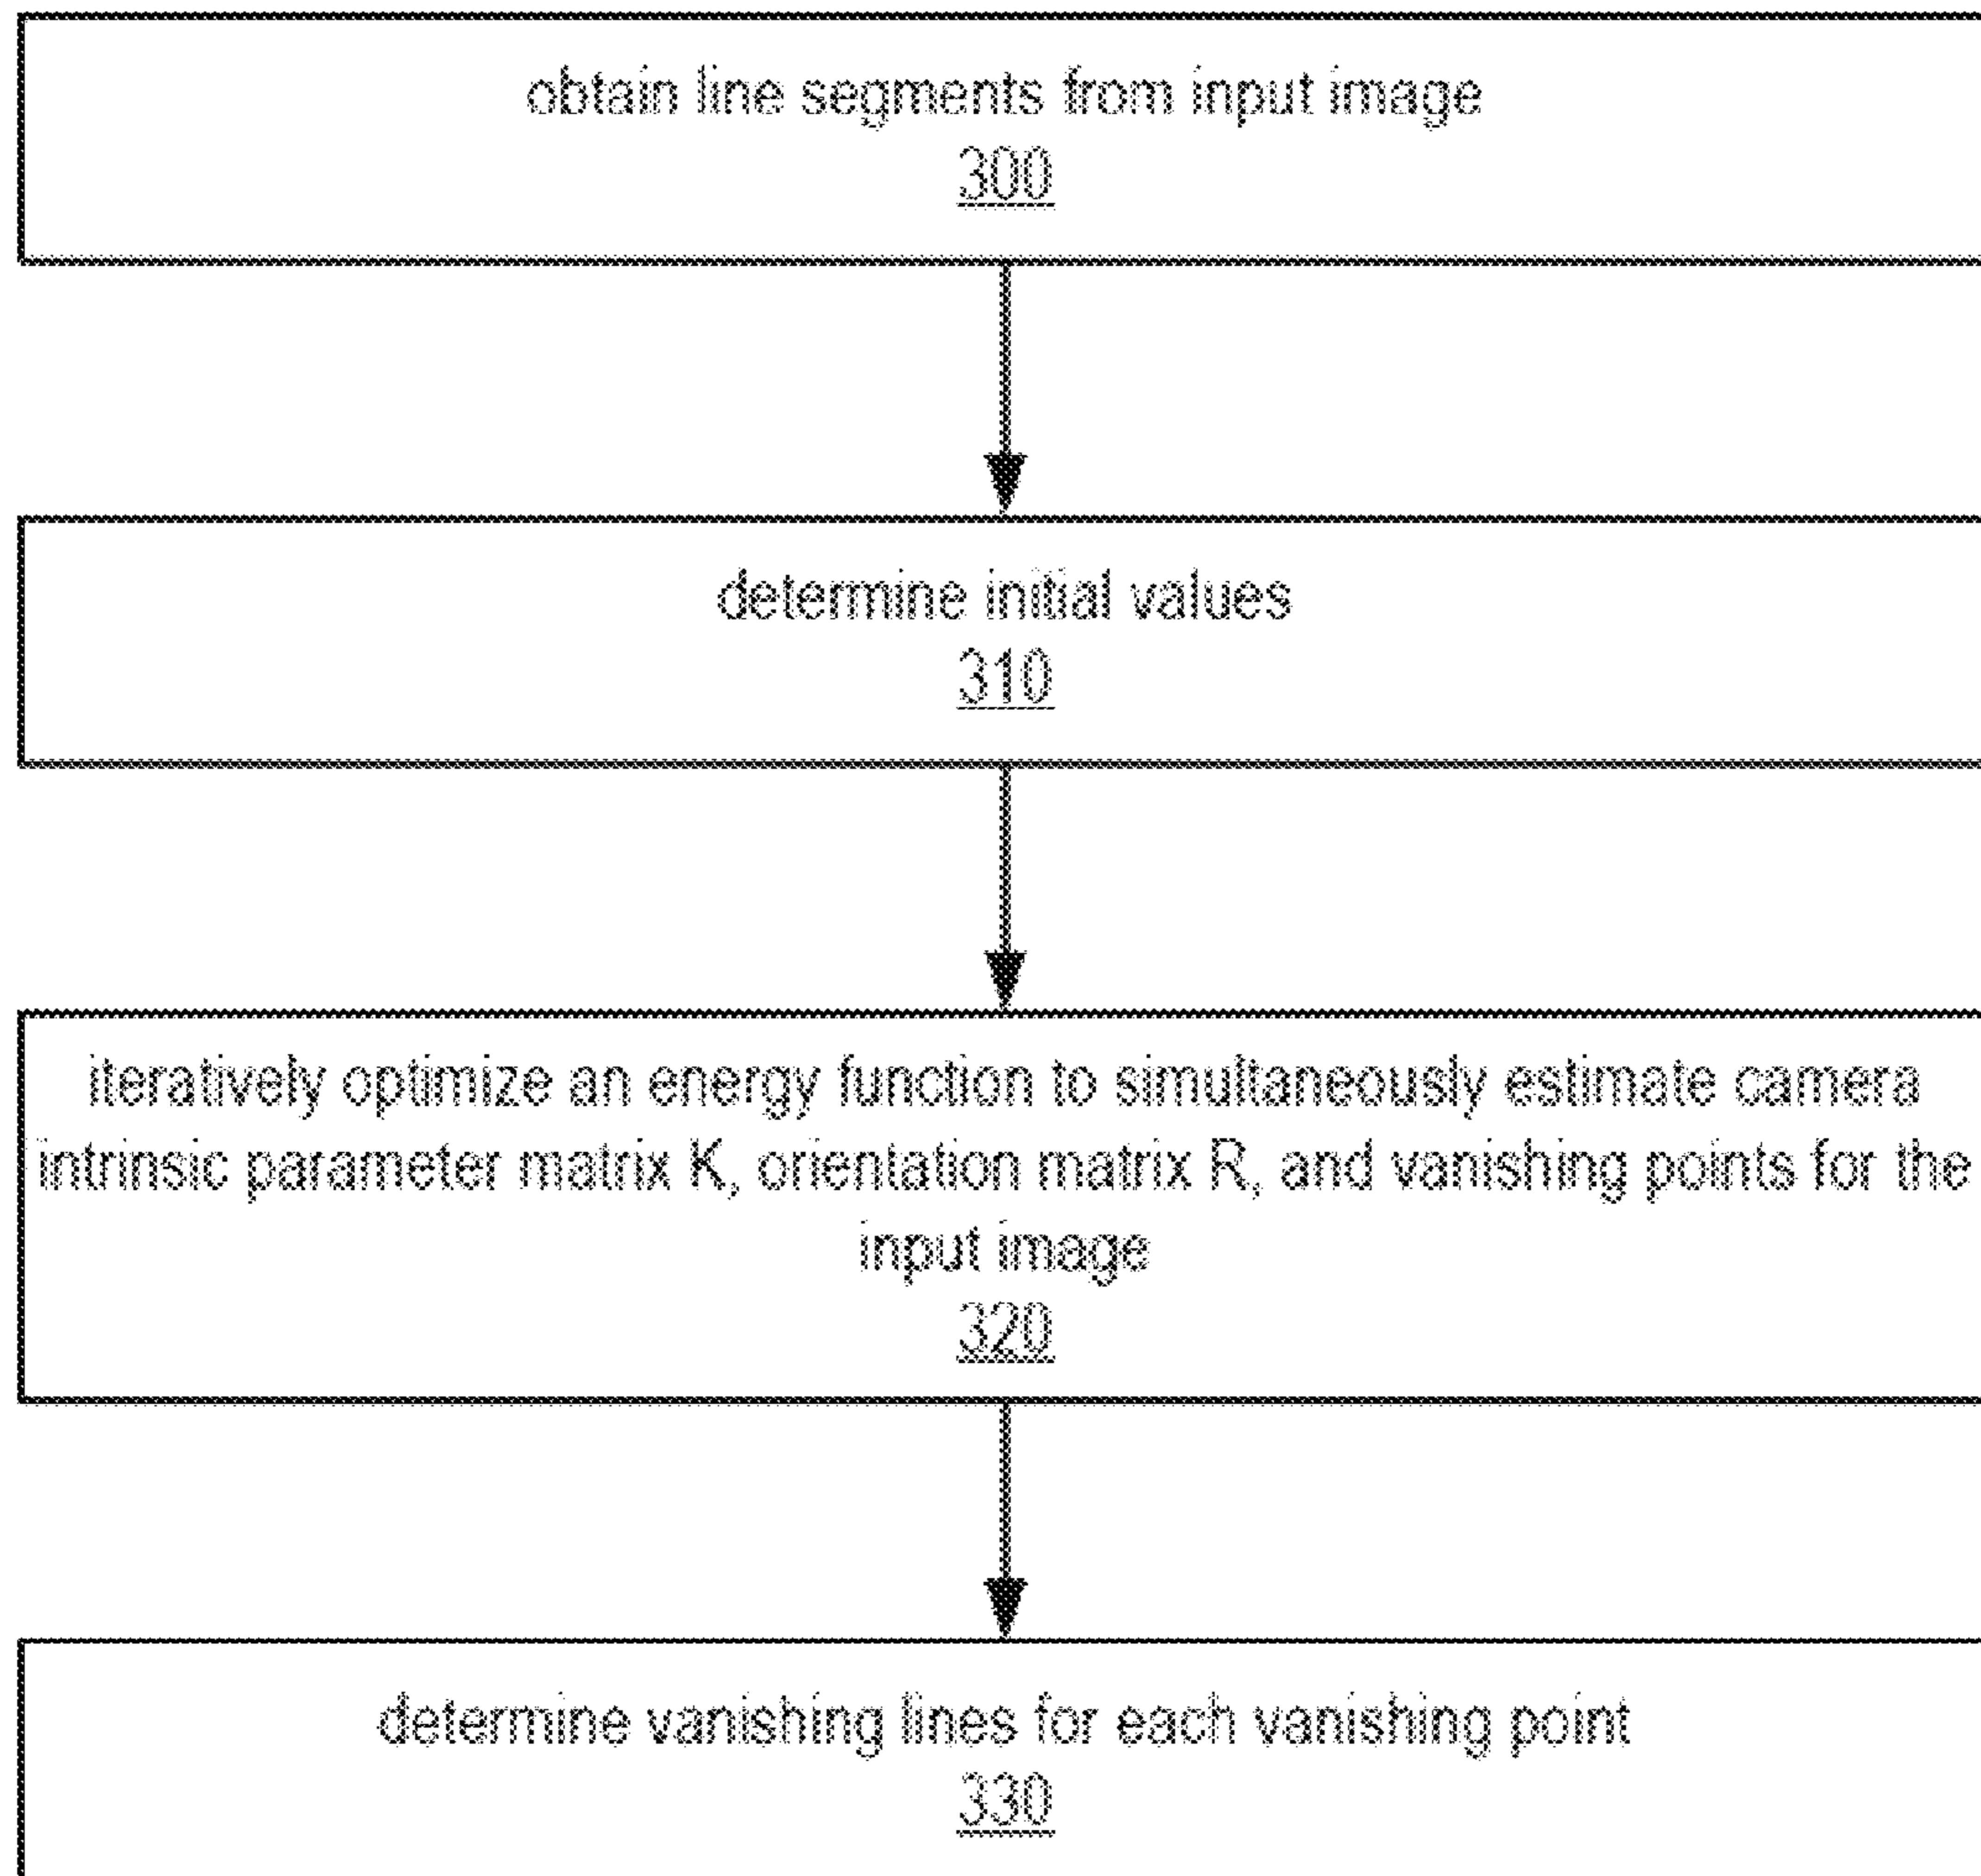 obtain line segments from input image
300
determine initial values
310
iteratively optimize an energy function to simultaneously estimate camera
intrinsic parameter matrix K, orientation matrix R, and vanishing points for the
input image
320
determine vanishing lines for each vanishing point
330